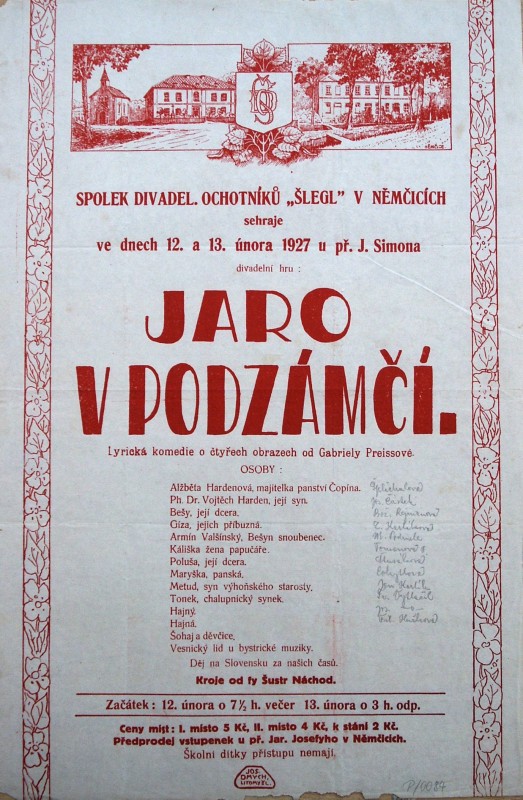 SPOLEK DIVADEL. OCHOTNÍKŮ „ŠLEGL" V NĚMČICÍCH
sehraje
ve dnech 12. a 13. února 1927 u př. J. Simona
divadelní hru :
JARO
V PODZÁMČÍ.
Lyrická komedie o čtyřech obrazech od Gabriely Preissové.
OSOBY :
Alžběta Hardenová, majitelka panství Čopína.
Ph. Dr. Vojtěch Harden, její syn.
Bešy, její dcera.
Giza, jejich příbuzná.
Armín Valšínský, Bešyn snoubenec.
Káliška žena papučáře.
Poluša, její dcera.
Maryška, panská.
Metud, syn výhoňského starosty.
Tonek, chalupnický synek.
Hajný.
Hajná.
Šohaj a děvčice.
Vesnický lid u bystrické muziky.
Děj na Slovensku za našich časů.
Kroje od fy Šustr Náchod.
Začátek : 12. února o 7½ h. večer 13. února o 3 h. odp.
Ceny míst : I. místo 5 Kč, II. místo 4 Kč, k stání 2 Kč.
Předprodej vstupenek u př. Jar. Josefyho v Němčicích.
Školní dítky přístupu nemají.
JOS.
DMYCH,
LITOMYŠL